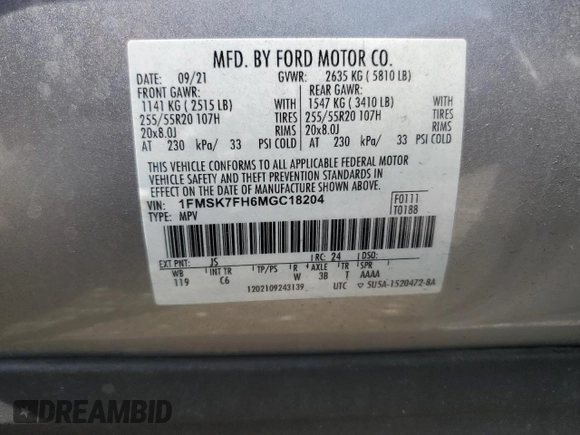 MFD. BY FORD MOTOR CO.
DATE: 09/21 GVWR: 2635 KG ( 5810 LB)
FRONT GAWR: REAR GAWR:
1141 KG ( 2515 LB) WITH 1547 KG ( 3410 LB) WITH
255/55R20 107H TIRES 255/55R20 107H TIRES
20x8.0J RIMS 20x8.0J RIMS
AT 230 kPa/ 33 PSI COLD AT 230 kPa/ 33 PSI COLD
THIS VEHICLE CONFORMS TO ALL APPLICABLE FEDERAL MOTOR
VEHICLE SAFETY AND THEFT PREVENTION STANDARDS IN
EFFECT ON THE DATE OF MANUFACTURE SHOWN ABOVE.
VIN: 1FMSK7FH6MGC18204 F0111
TYPE: MPV T0188
EXT PNT: JS RC: 24 DSO:
WB INT TR TP/PS R AXLE TR SPR
119 C6 W 3B T AAAA
1202109243139 UTC ▽ 5U5A-1520472-BA
DREAMBID